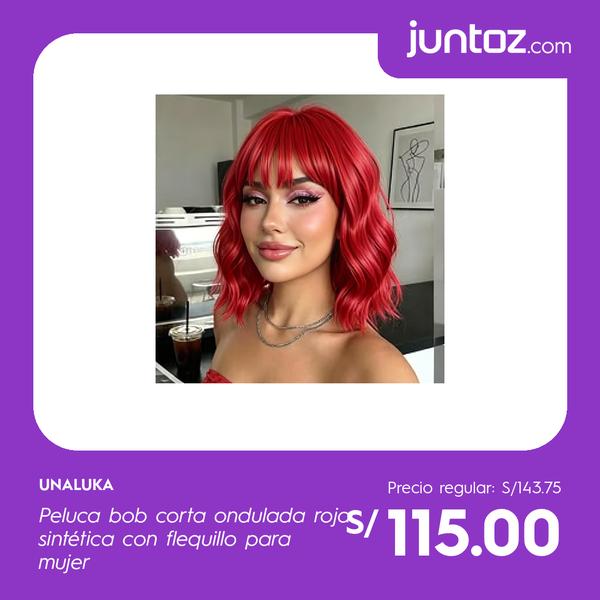 juntoz.com
UNALUKA
Peluca bob corta ondulada roja
sintética con flequillo para
mujer
Precio regular: S/143.75
S/ 115.00